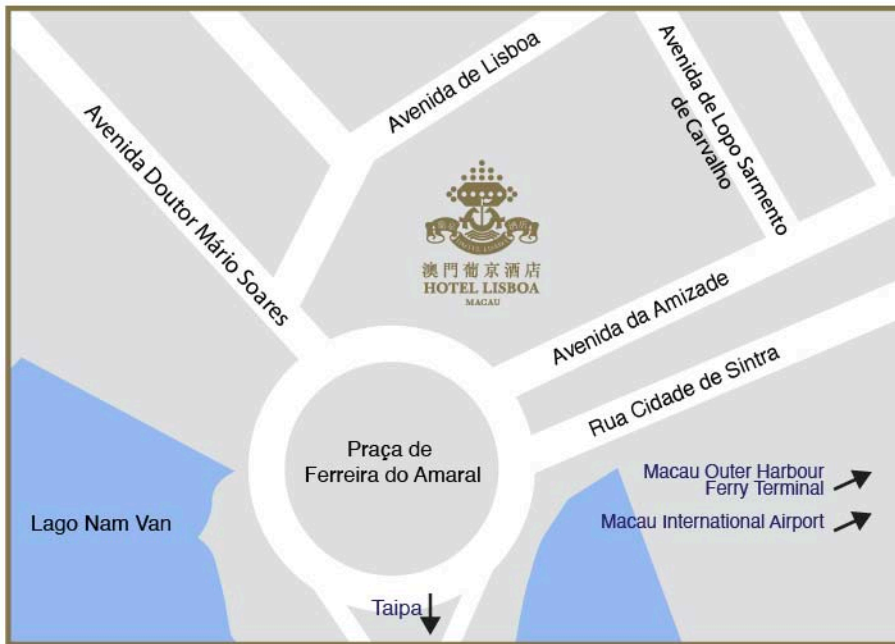 Avenida de Lisboa
Avenida de Lopo Sarmento
de Carvalho
Avenida Doutor Mário Soares
澳門葡京酒店
HOTEL LISBOA
MACAU
Avenida da Amizade
Rua Cidade de Sintra
Praça de
Ferreira do Amaral
Macau Outer Harbour
Ferry Terminal
Macau International Airport
Lago Nam Van
Taipa